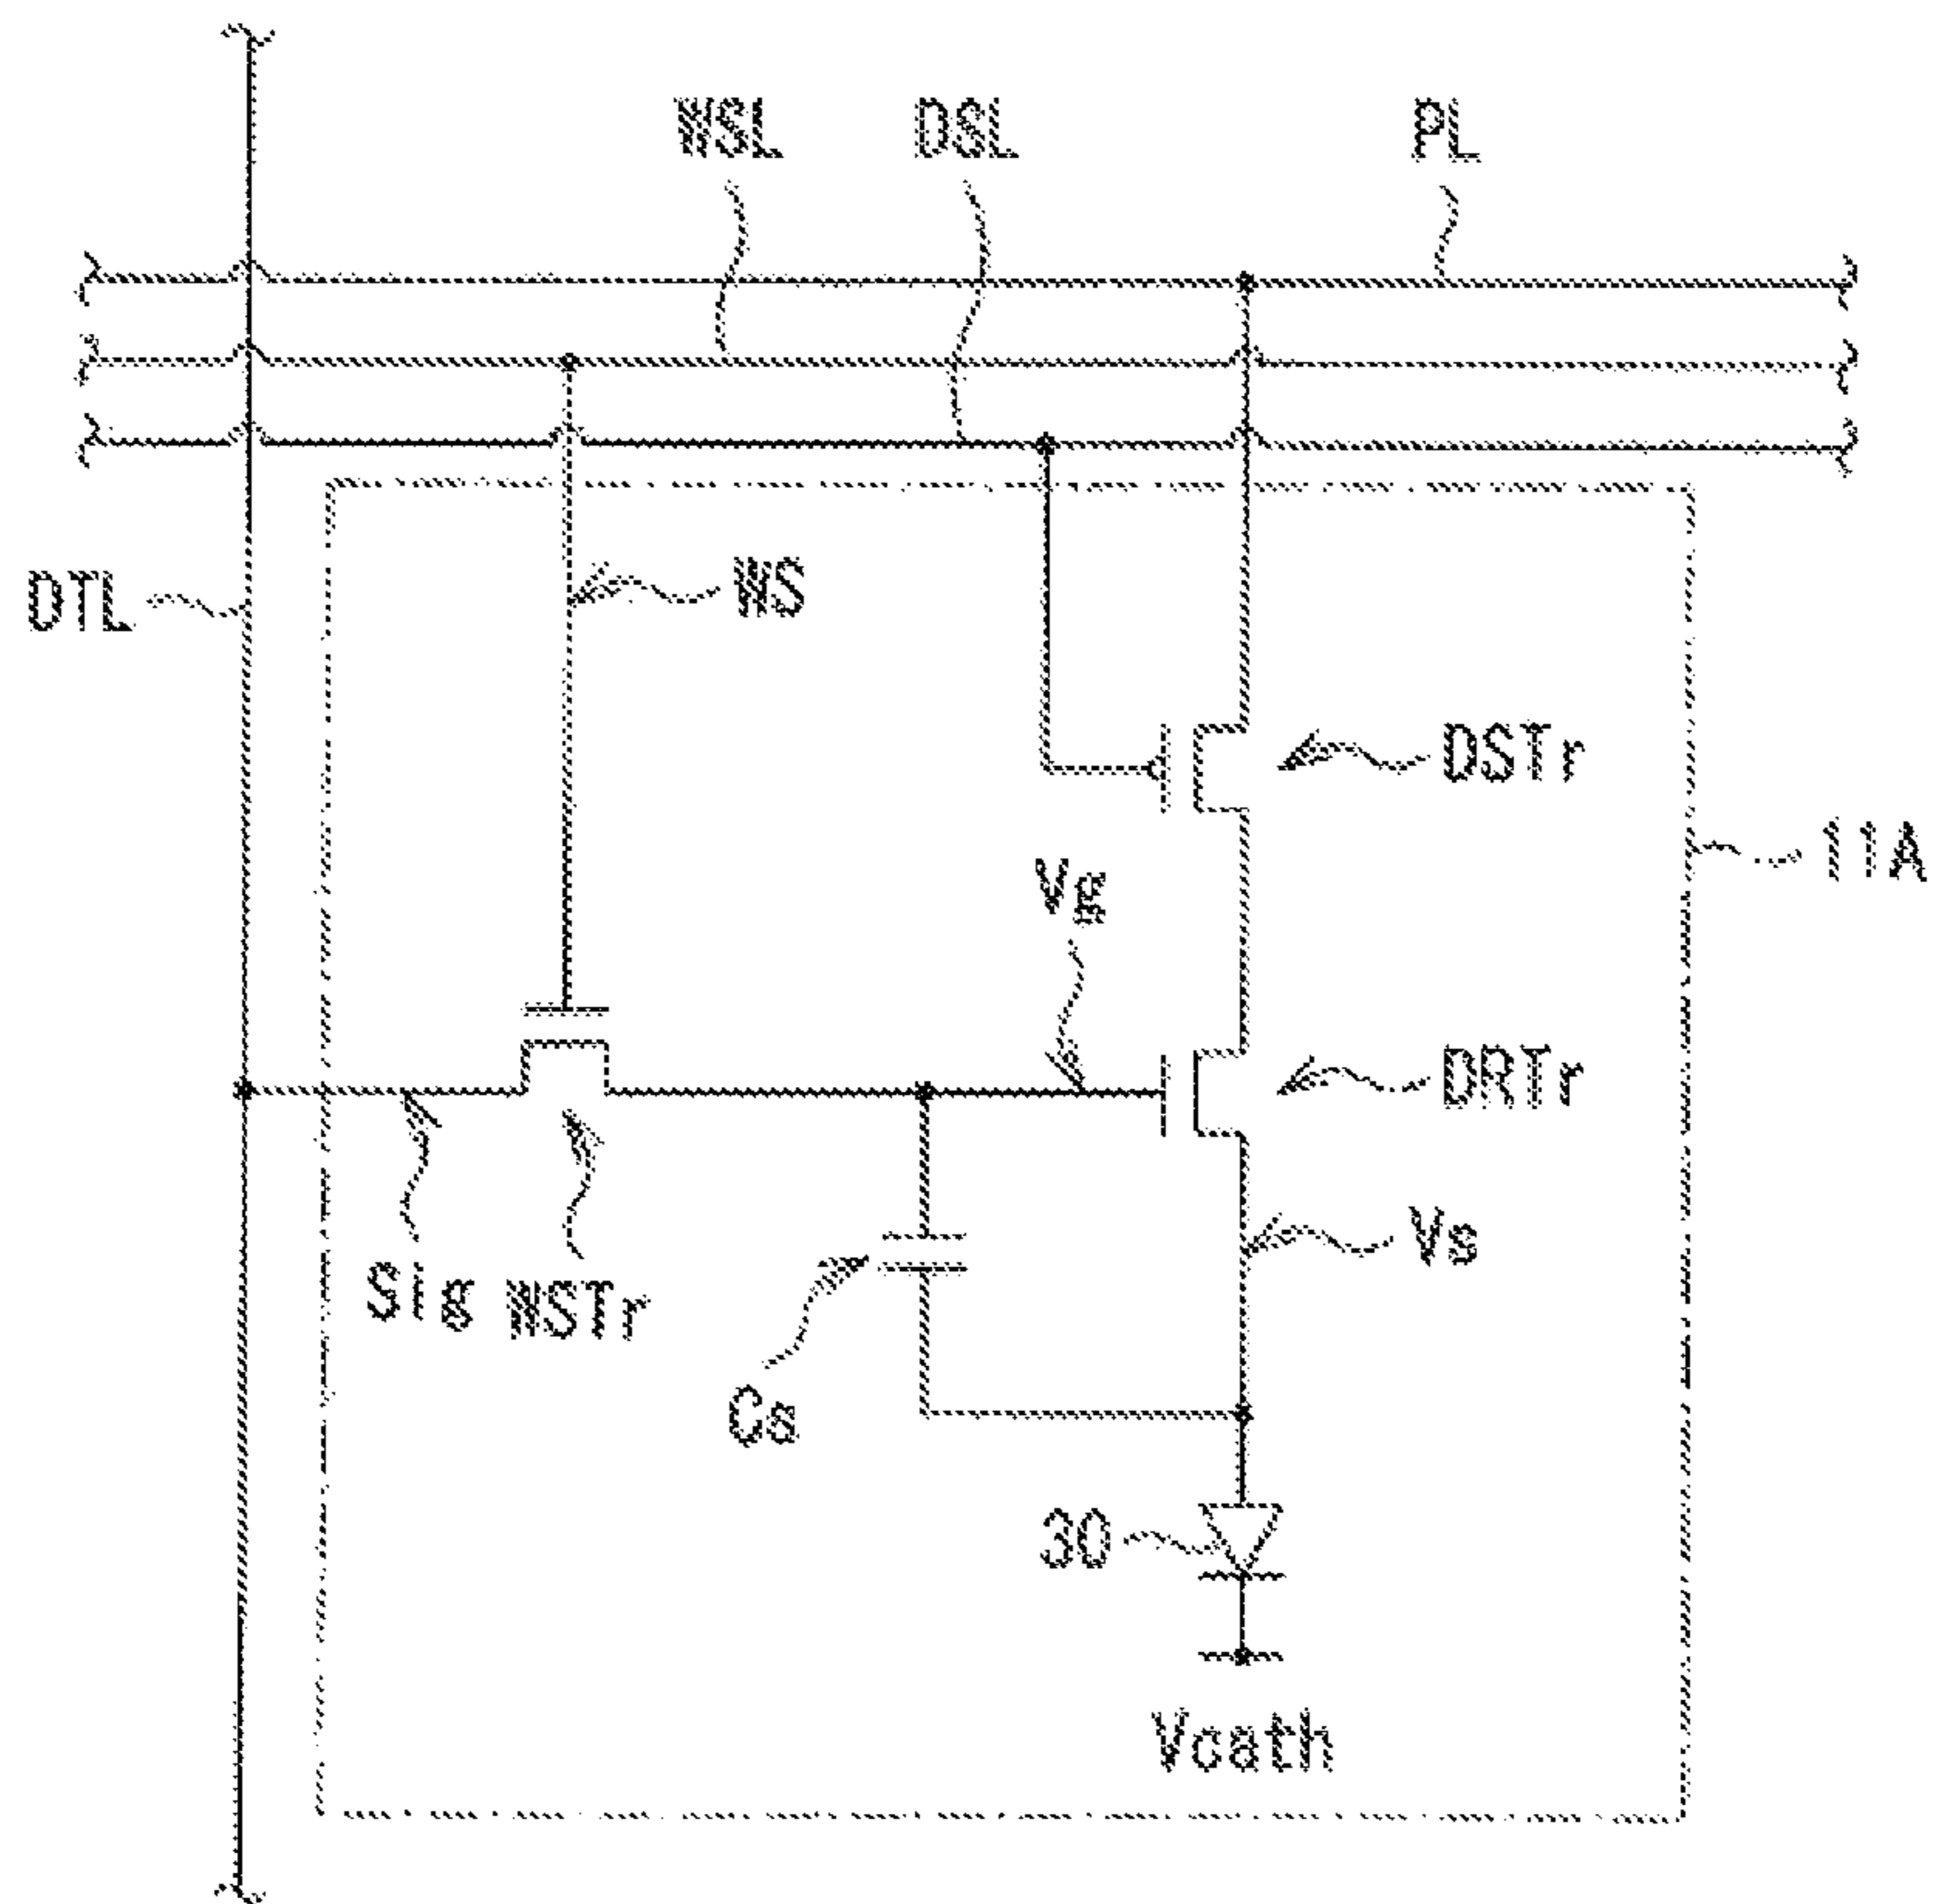 WSL
DSL
PL
DTL
WS
DSTr
11A
Vg
DRTr
Vs
Sig
WSTr
Cs
30
Vcath